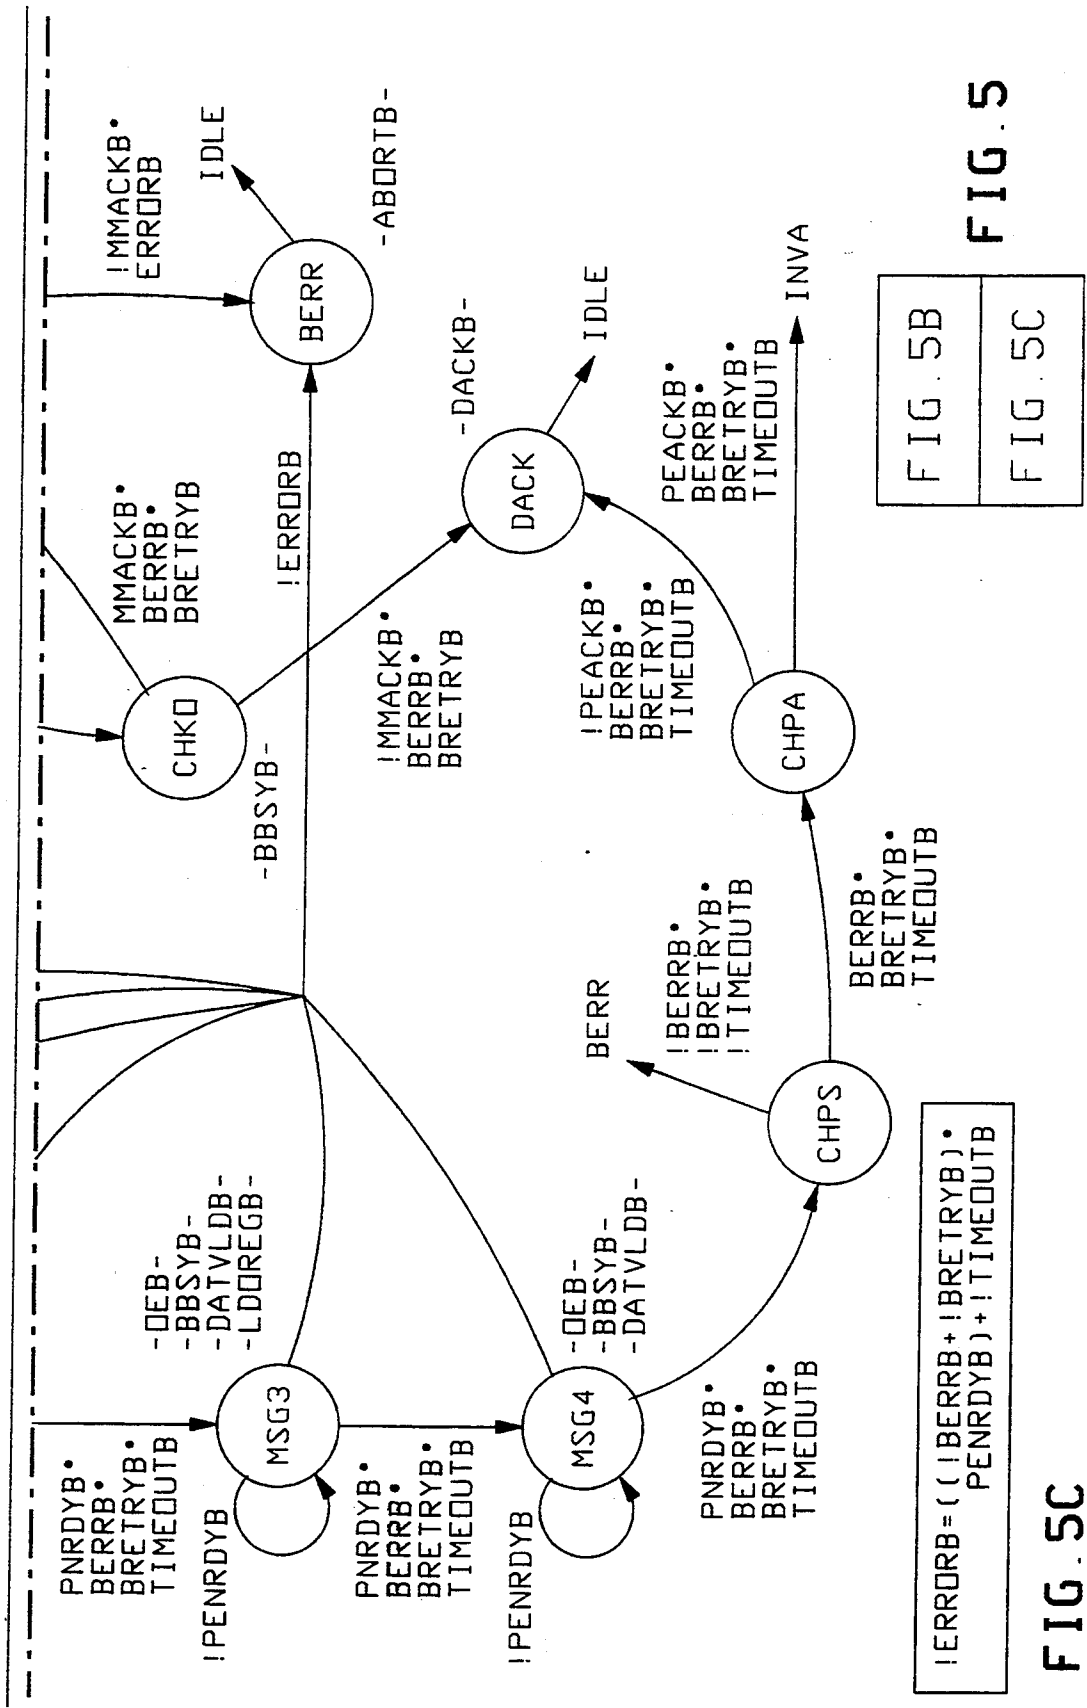 PNRDYB•
BERRB•
BRETRYB•
TIMEOUTB
!PENRDYB
MSG3
-OEB-
-BBSYB-
-DATVLDB-
-LDOREGB-
PNRDYB•
BERRB•
BRETRYB•
TIMEOUTB
!PENRDYB
MSG4
-OEB-
-BBSYB-
-DATVLDB-
PNRDYB•
BERRB•
BRETRYB•
TIMEOUTB
CHPS
BERR
!BERRB•
!BRETRYB•
!TIMEOUTB
BERRB•
BRETRYB•
TIMEOUTB
CHPA
!PEACKB•
BERRB•
BRETRYB•
TIMEOUTB
PEACKB•
BERRB•
BRETRYB•
TIMEOUTB
INVA
CHKO
-BBSYB-
MMACKB•
BERRB•
BRETRYB
!MMACKB•
BERRB•
BRETRYB
!ERRORB
DACK
-DACKB-
IDLE
!MMACKB•
ERRORB
BERR
IDLE
-ABORTB-
!ERRORB=((!BERRB+!BRETRYB)•
PENRDYB)+!TIMEOUTB
FIG. 5C
FIG. 5B
FIG. 5C
FIG. 5